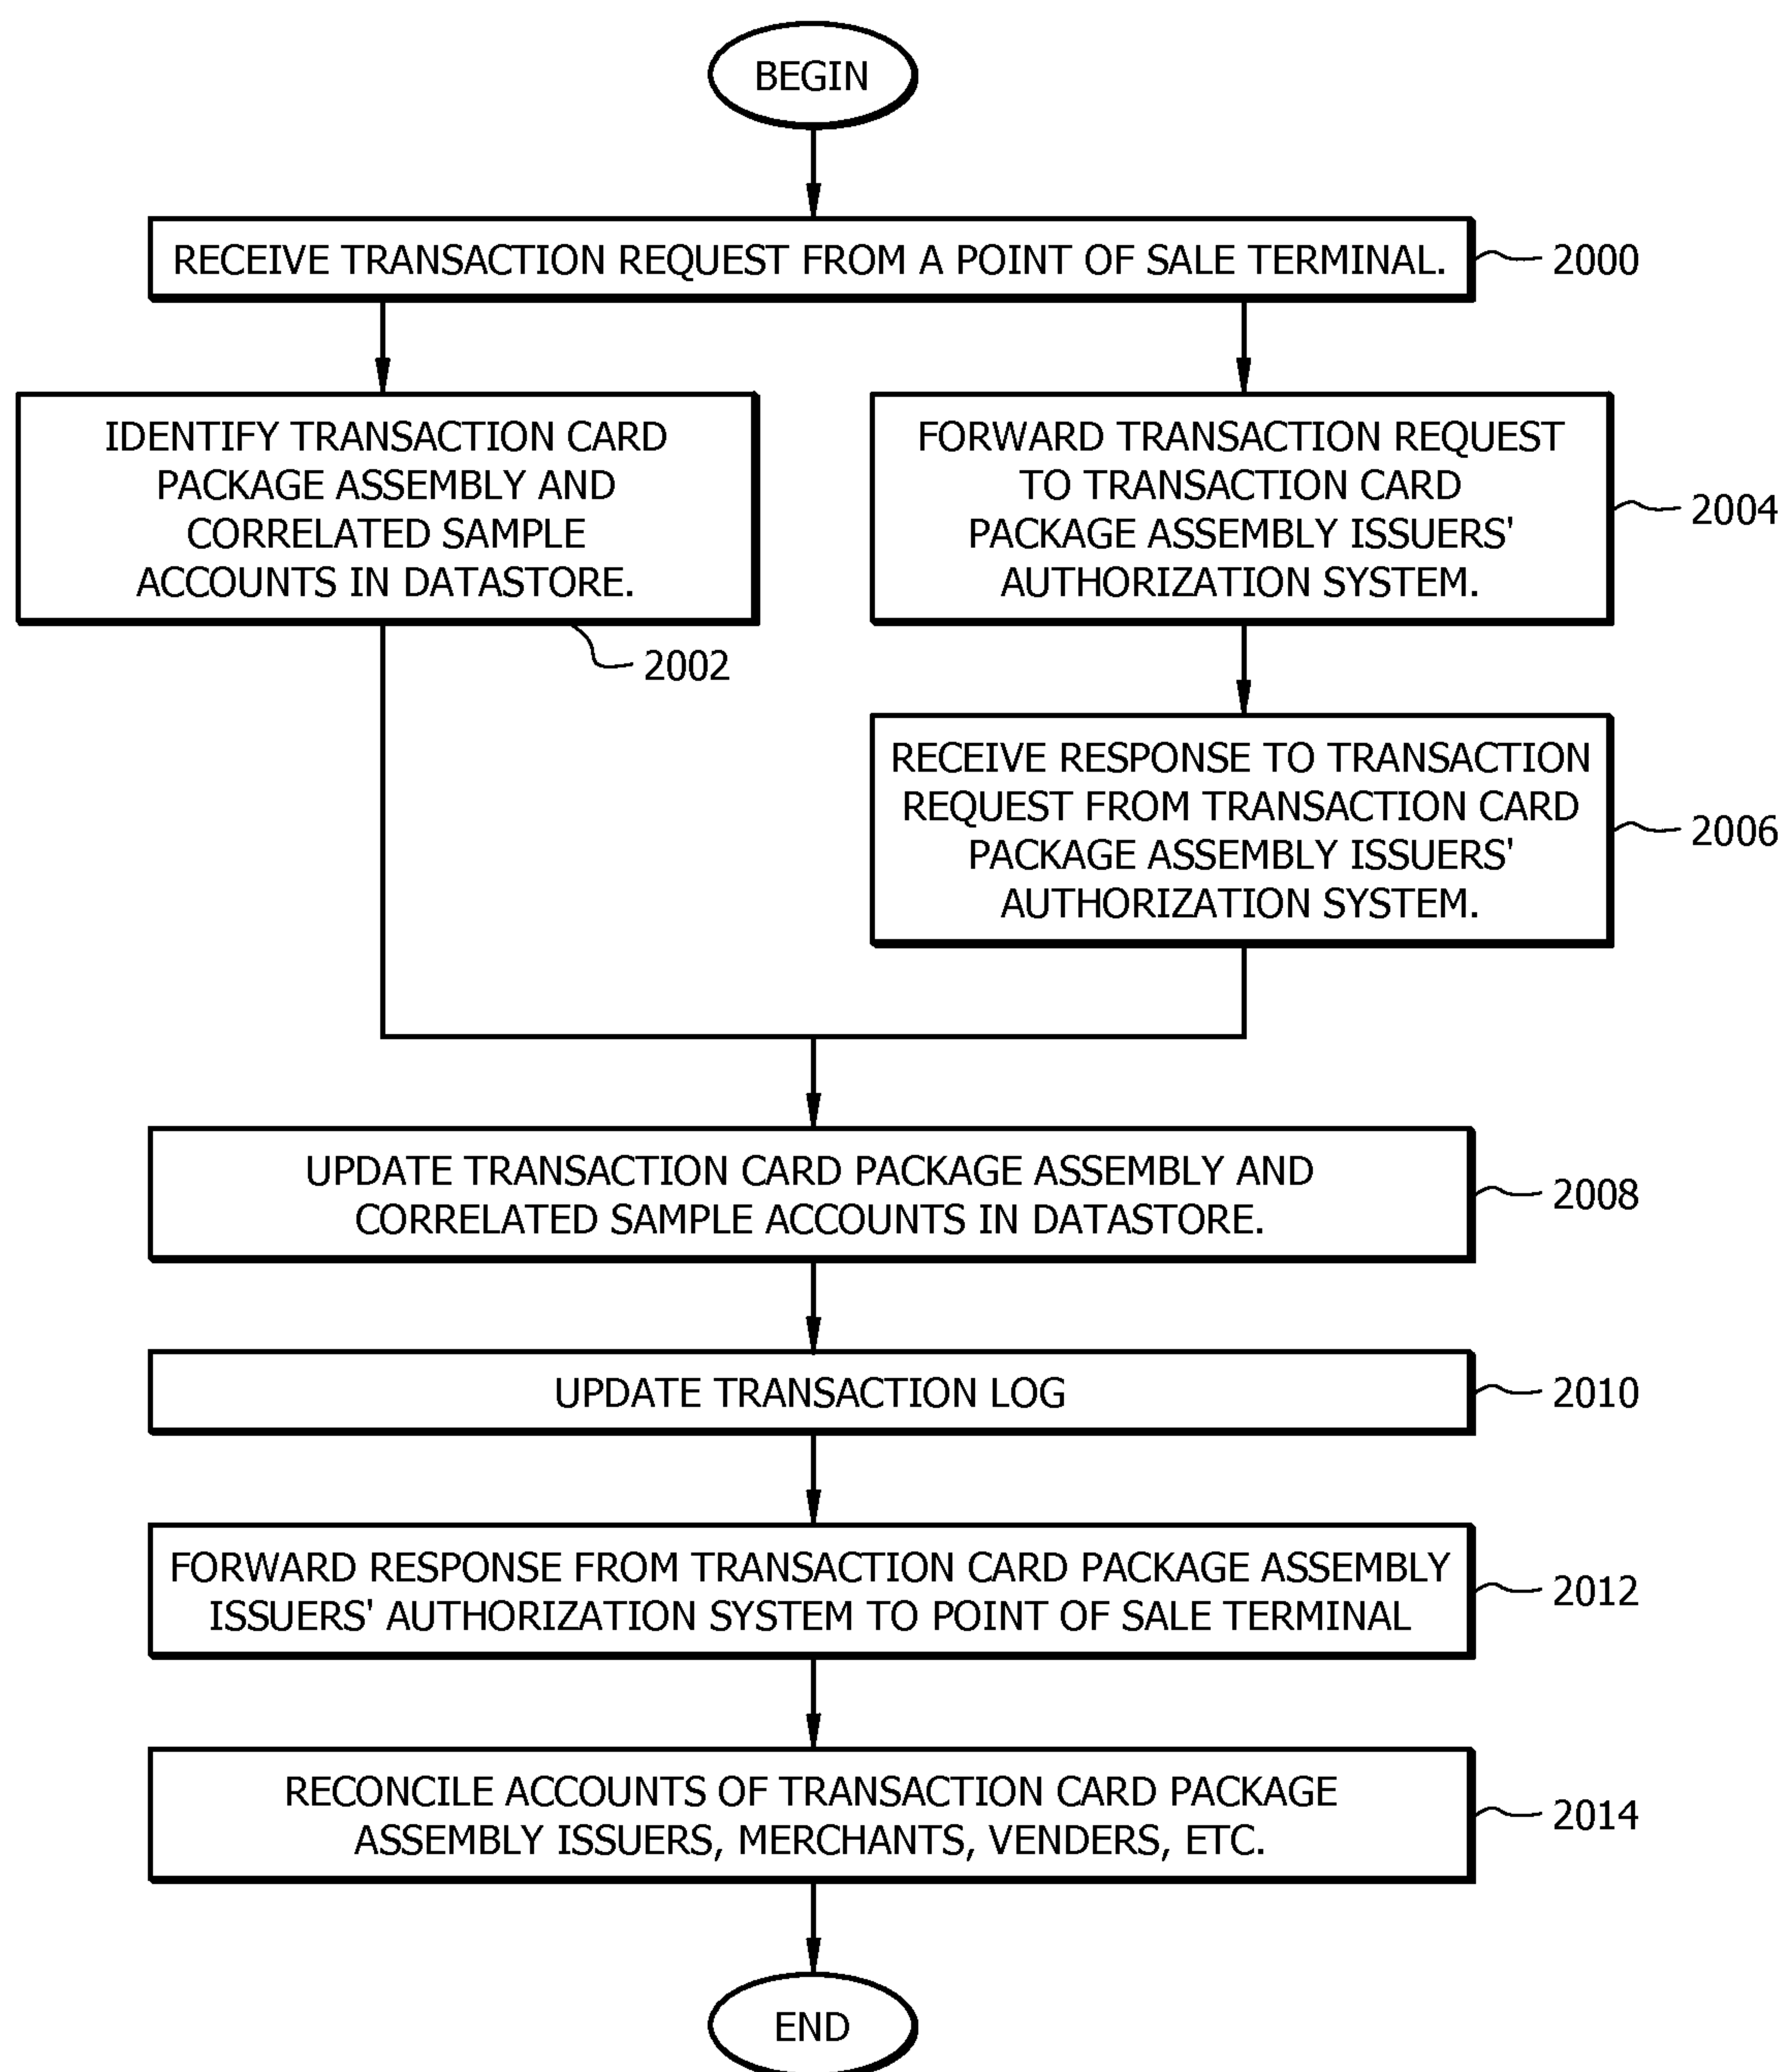 BEGIN
RECEIVE TRANSACTION REQUEST FROM A POINT OF SALE TERMINAL.
2000
IDENTIFY TRANSACTION CARD
PACKAGE ASSEMBLY AND
CORRELATED SAMPLE
ACCOUNTS IN DATASTORE.
2002
FORWARD TRANSACTION REQUEST
TO TRANSACTION CARD
PACKAGE ASSEMBLY ISSUERS'
AUTHORIZATION SYSTEM.
2004
RECEIVE RESPONSE TO TRANSACTION
REQUEST FROM TRANSACTION CARD
PACKAGE ASSEMBLY ISSUERS'
AUTHORIZATION SYSTEM.
2006
UPDATE TRANSACTION CARD PACKAGE ASSEMBLY AND
CORRELATED SAMPLE ACCOUNTS IN DATASTORE.
2008
UPDATE TRANSACTION LOG
2010
FORWARD RESPONSE FROM TRANSACTION CARD PACKAGE ASSEMBLY
ISSUERS' AUTHORIZATION SYSTEM TO POINT OF SALE TERMINAL
2012
RECONCILE ACCOUNTS OF TRANSACTION CARD PACKAGE
ASSEMBLY ISSUERS, MERCHANTS, VENDERS, ETC.
2014
END